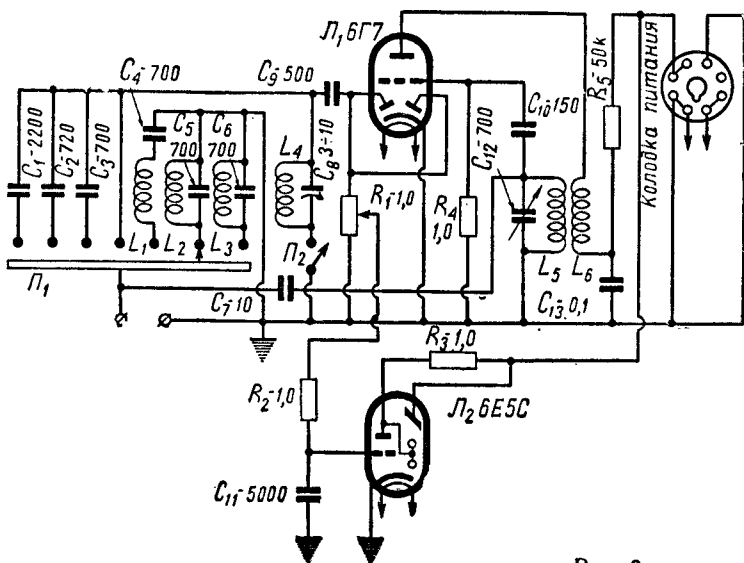 Л₁ 6Г7
C₄-700
C₉-500
C₅
C₆
C₁-2200
C₂-720
C₃-700
700
700
L₄
C₈ 3÷10
C₁₂-700
C₁₀-150
R₅-50к
Колодка питания
R₁-1,0
R₄
1,0
L₁
L₂
L₃
П₂
L₅
L₆
П₁
C₇-10
C₁₃-0,1
R₃-1,0
R₂-1,0
Л₂ 6Е5С
C₁₁-5000